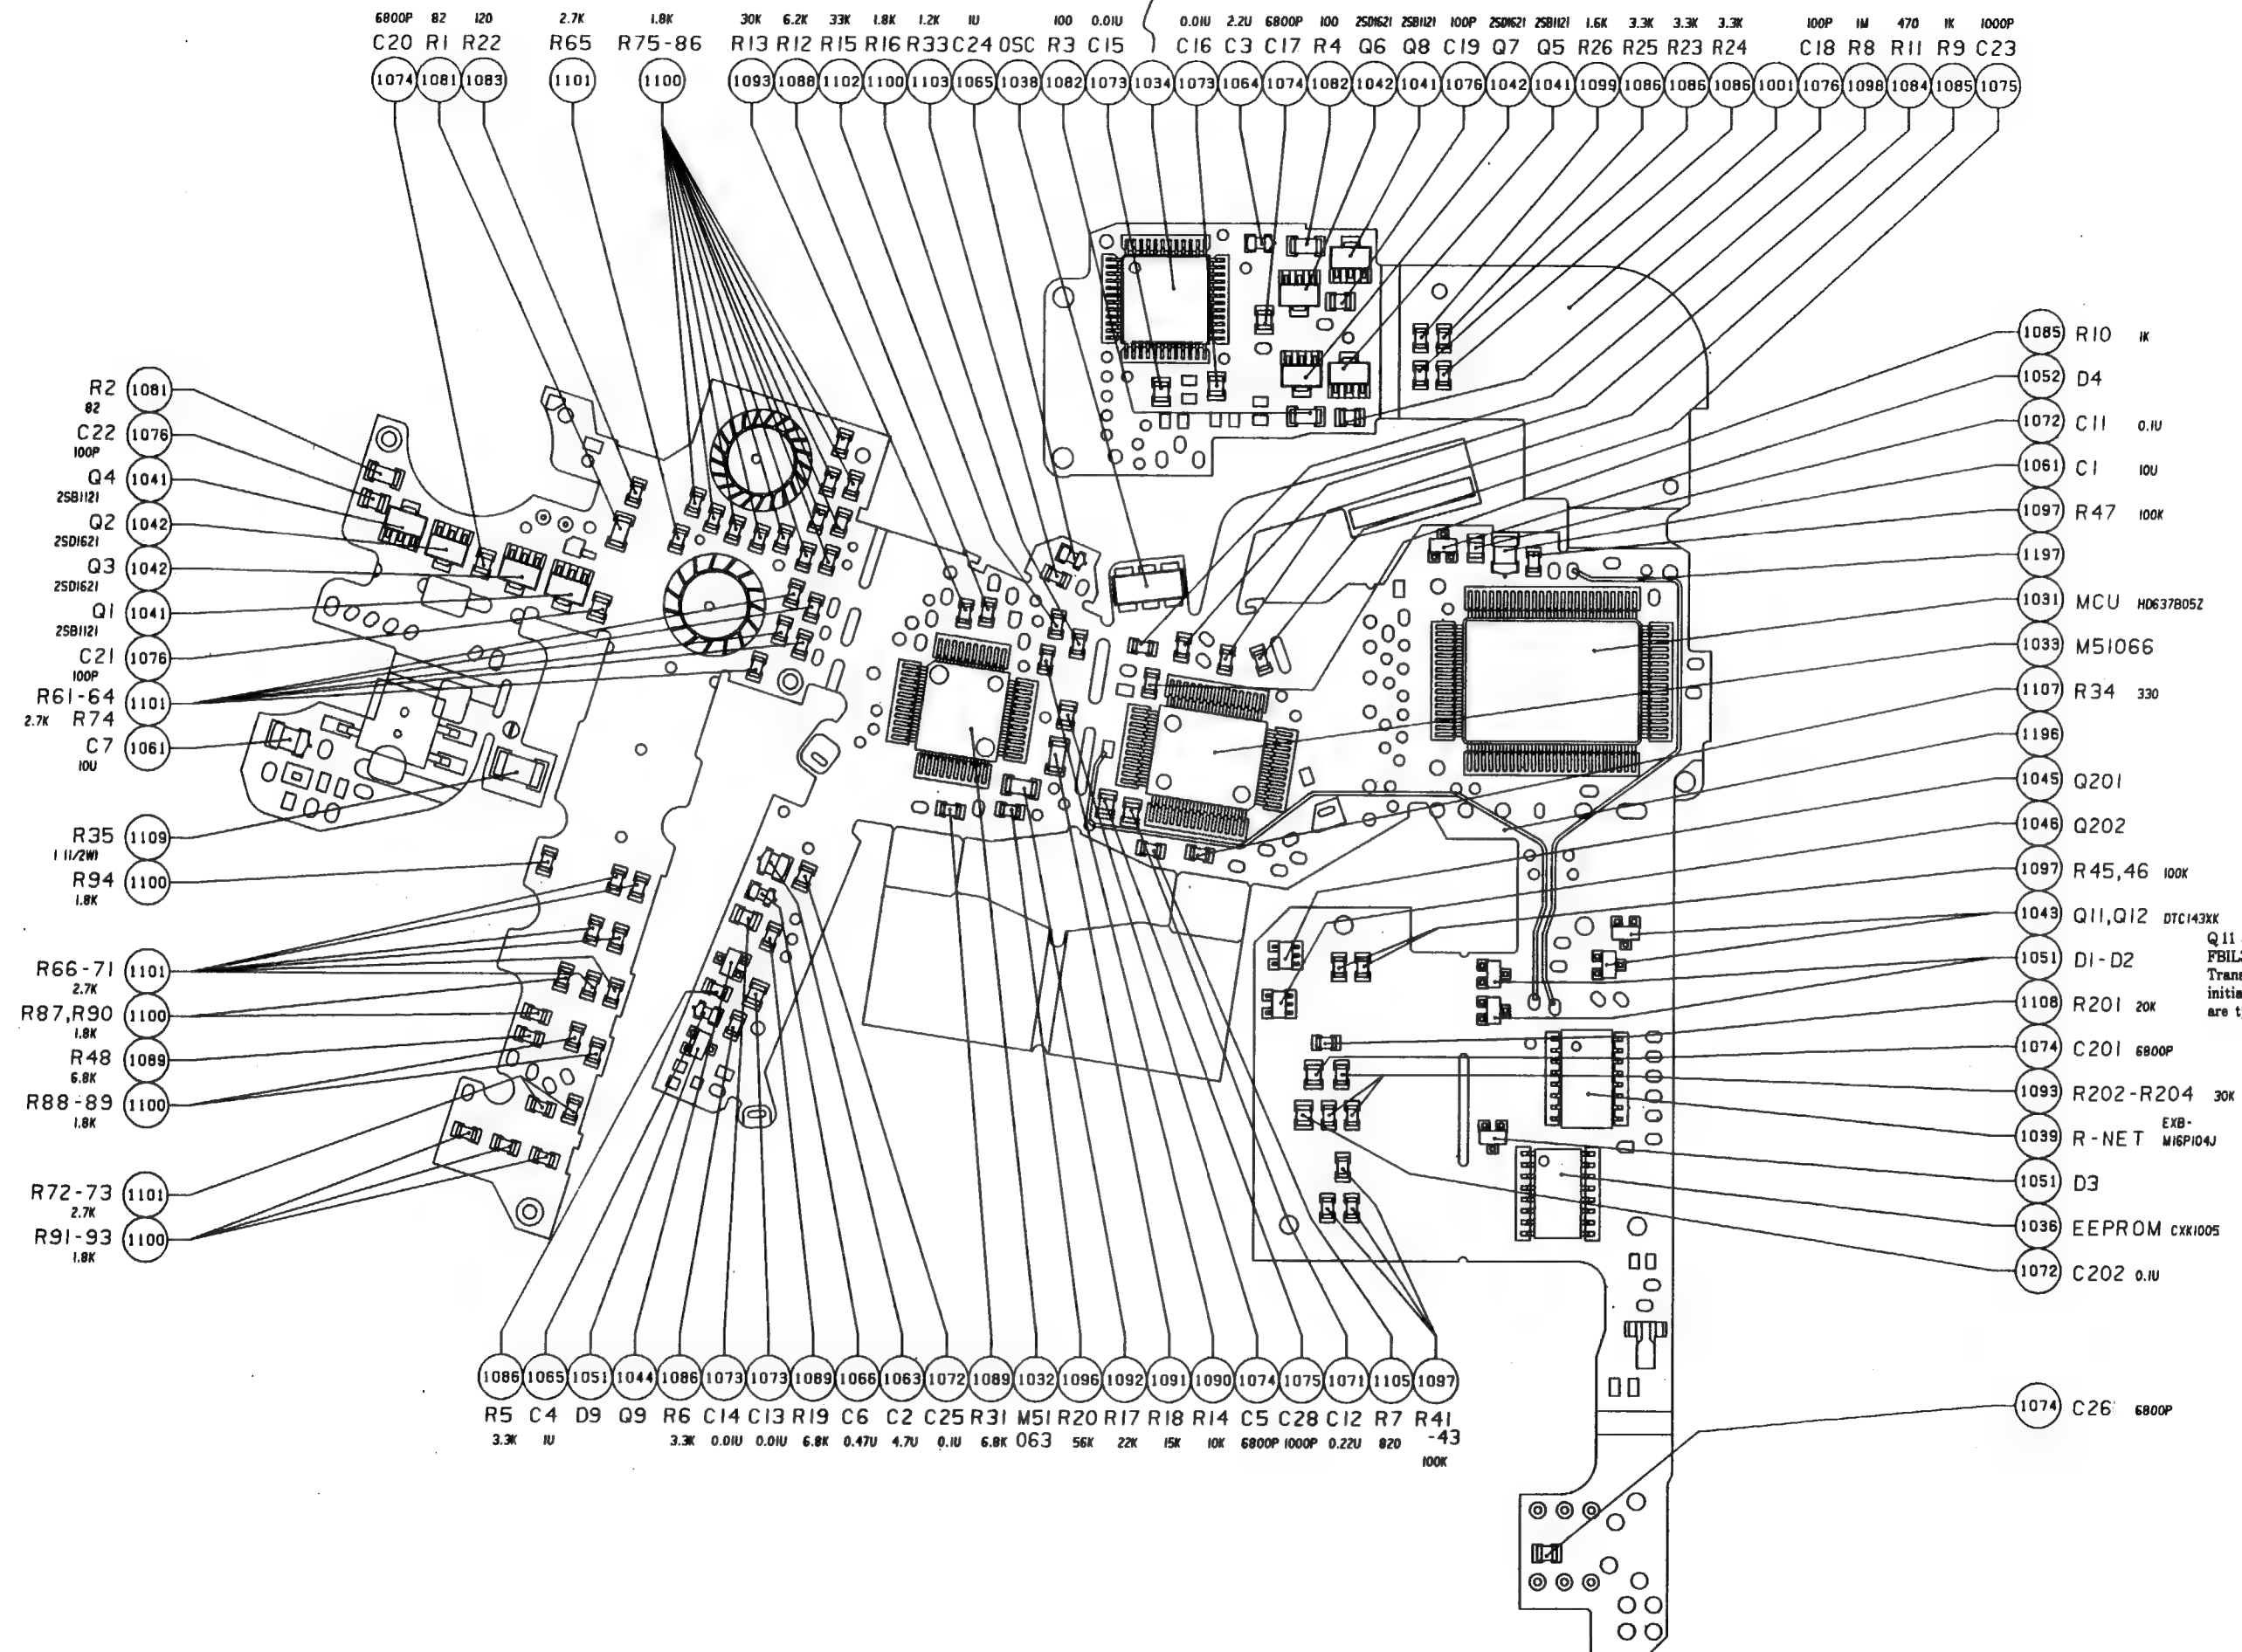 6800P 82 120 2.7K 1.8K 30K 6.2K 33K 1.8K 1.2K 1U 100 0.01U 0.01U 2.2U 6800P 100 2SD1621 2SB1121 100P 2SD1621 2SB1121 1.6K 3.3K 3.3K 3.3K 100P 1M 470 1K 1000P
C20 R1 R22 R65 R75-86 R13 R12 R15 R16 R33 C24 OSC R3 C15 C16 C3 C17 R4 Q6 Q8 C19 Q7 Q5 R26 R25 R23 R24 C18 R8 R11 R9 C23
1074 1081 1083 1101 1100 1093 1088 1102 1100 1103 1065 1038 1082 1073 1034 1073 1064 1074 1082 1042 1041 1076 1042 1041 1099 1086 1086 1086 1001 1076 1098 1084 1085 1075
R2 1081
82
C22 1076
100P
Q4 1041
2SB1121
Q2 1042
2SD1621
Q3 1042
2SD1621
Q1 1041
2SB1121
C21 1076
100P
R61-64 1101
2.7K R74
C7 1061
10U
R35 1109
1 (1/2W)
R94 1100
1.8K
R66-71 1101
2.7K
R87,R90 1100
1.8K
R48 1089
6.8K
R88-89 1100
1.8K
R72-73 1101
2.7K
R91-93 1100
1.8K
1085 R10 1K
1052 D4
1072 C11 0.1U
1061 C1 10U
1097 R47 100K
1197
1031 MCU HD637B05Z
1033 M51066
1107 R34 330
1196
1045 Q201
1046 Q202
1097 R45,46 100K
1043 Q11,Q12 DTC143XK
Q11
FBIL
Trans
initia
are t
1051 D1-D2
1108 R201 20K
1074 C201 6800P
1093 R202-R204 30K
1039 R-NET EXB-
M16P104J
1051 D3
1036 EEPROM CXK1005
1072 C202 0.1U
1074 C26 6800P
1086 1065 1051 1044 1086 1073 1073 1089 1066 1063 1072 1089 1032 1096 1092 1091 1090 1074 1075 1071 1105 1097
R5 C4 D9 Q9 R6 C14 C13 R19 C6 C2 C25 R31 M51 R20 R17 R18 R14 C5 C28 C12 R7 R41
3.3K 1U 3.3K 0.01U 0.01U 6.8K 0.47U 4.7U 0.1U 6.8K 063 56K 22K 15K 10K 6800P 1000P 0.22U 820 -43
100K